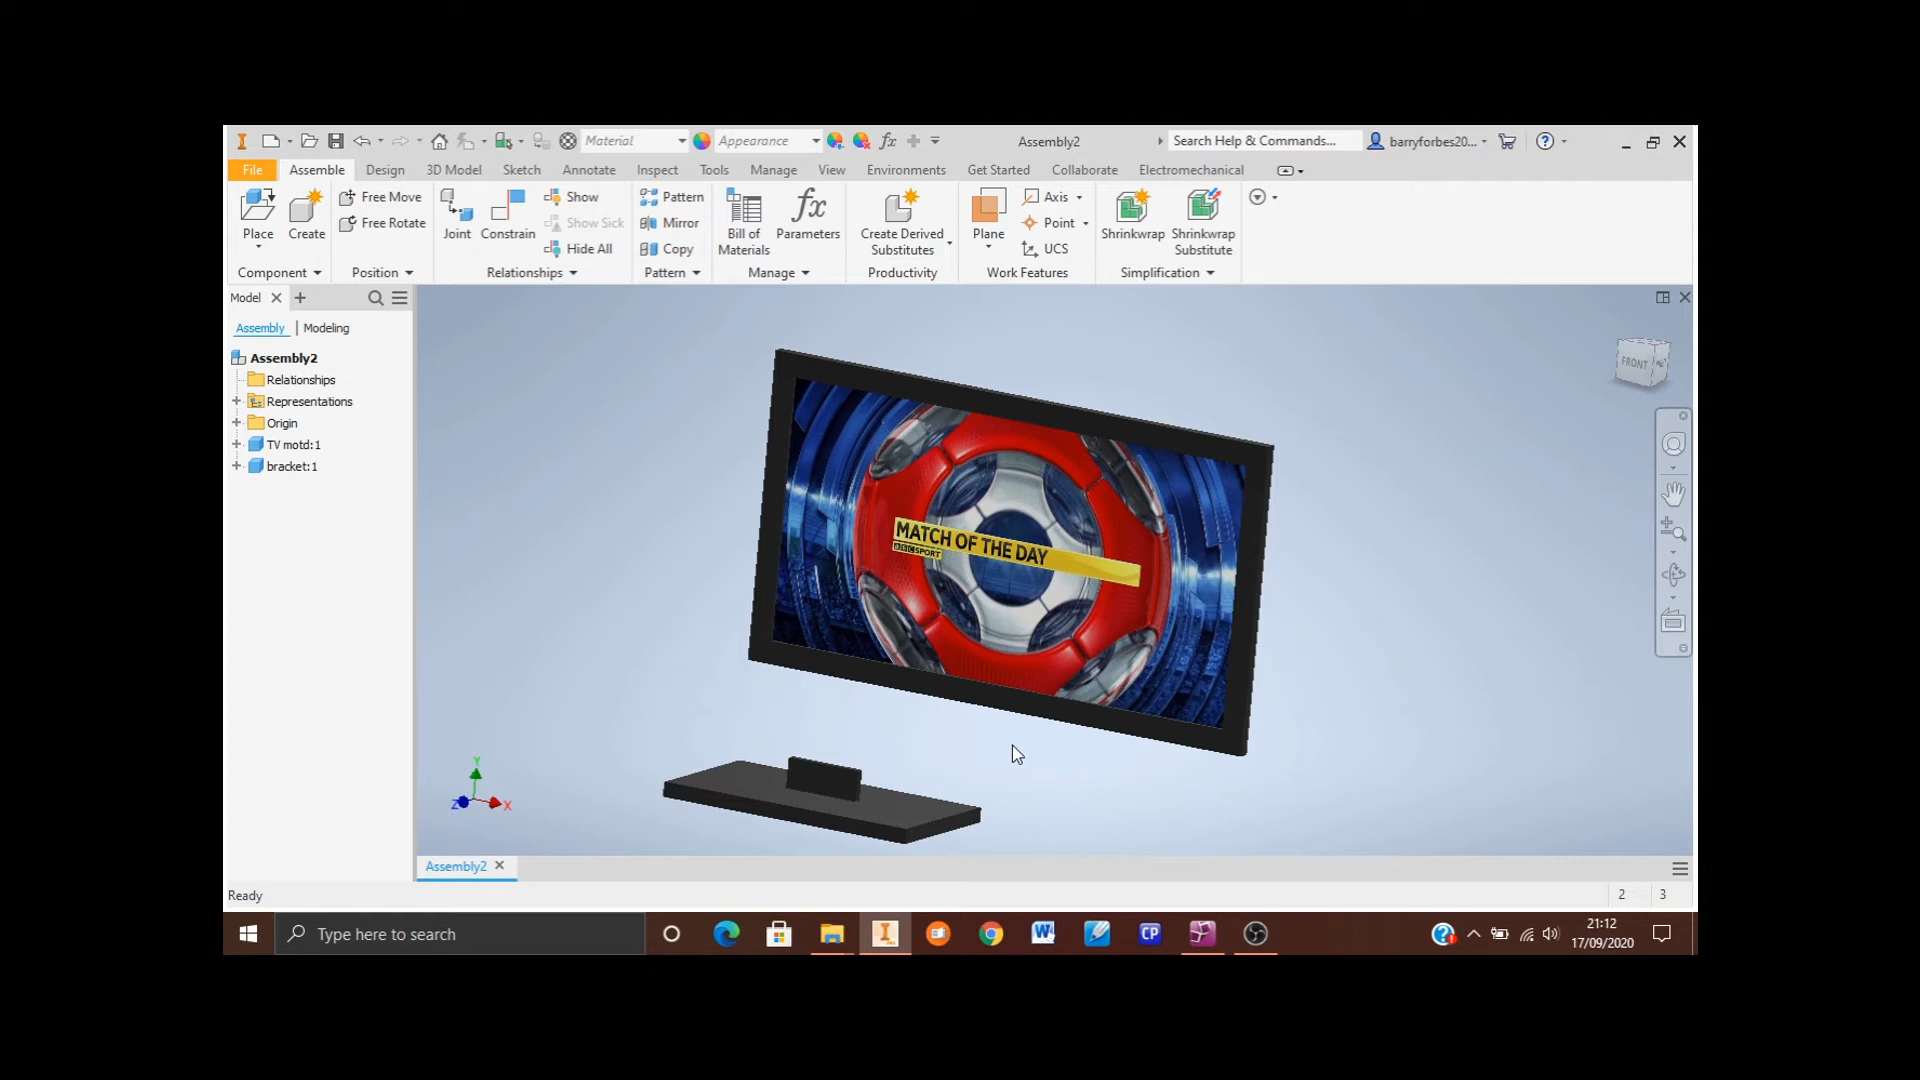 Material
Appearance
Assembly2
Search Help & Commands...
barryforbes20...
File
Assemble
Design
3D Model
Sketch
Annotate
Inspect
Tools
Manage
View
Environments
Get Started
Collaborate
Electromechanical
Place
Create
Free Move
Free Rotate
Joint
Constrain
Show
Show Sick
Hide All
Pattern
Mirror
Copy
Bill of
Materials
fx
Parameters
Create Derived
Substitutes
Plane
Axis
Point
UCS
Shrinkwrap
Shrinkwrap
Substitute
Component
Position
Relationships
Pattern
Manage
Productivity
Work Features
Simplification
Model
Assembly | Modeling
Assembly2
Relationships
Representations
Origin
TV motd:1
bracket:1
FRONT
MATCH OF THE DAY
BBC SPORT
Y
Z
X
Assembly2
Ready
2
3
Type here to search
CP
21:12
17/09/2020